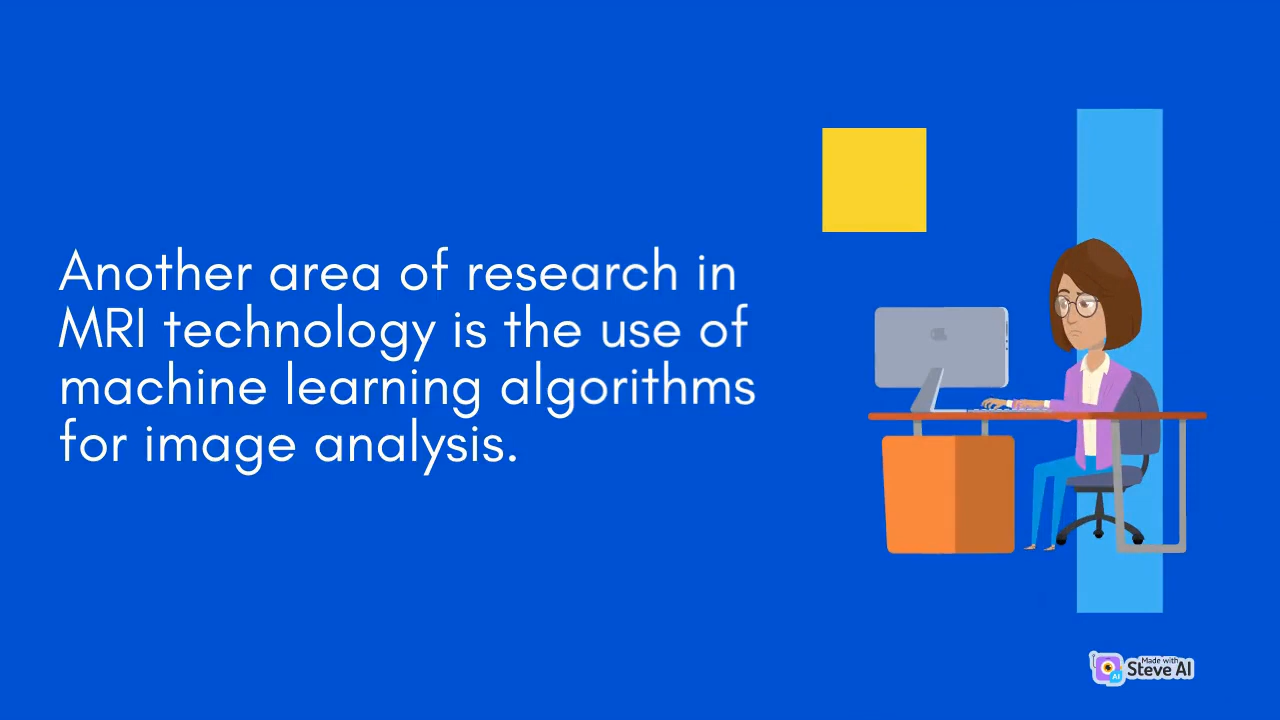 Another area of research in
MRI technology is the use of
machine learning algorithms
for image analysis.
Made with
Steve AI
AI